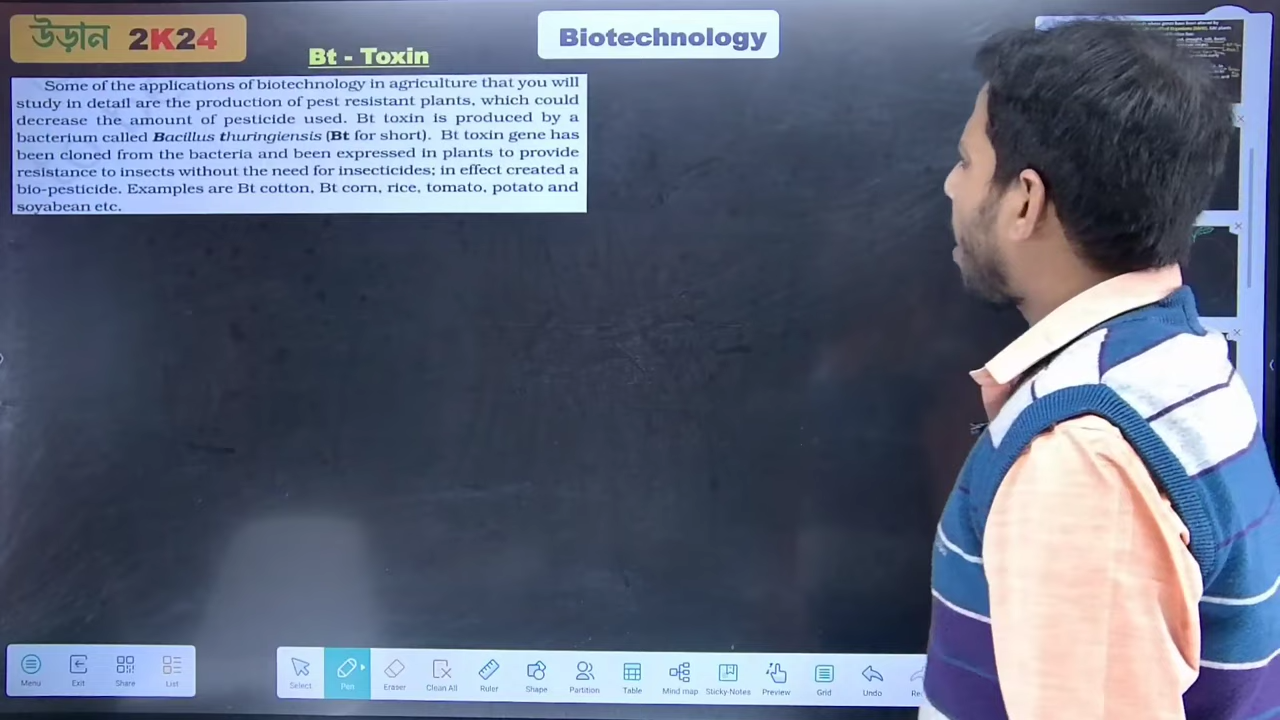 উড়ান 2K24
Biotechnology
Bt - Toxin
Some of the applications of biotechnology in agriculture that you will
study in detail are the production of pest resistant plants, which could
decrease the amount of pesticide used. Bt toxin is produced by a
bacterium called Bacillus thuringiensis (Bt for short). Bt toxin gene has
been cloned from the bacteria and been expressed in plants to provide
resistance to insects without the need for insecticides; in effect created a
bio-pesticide. Examples are Bt cotton, Bt corn, rice, tomato, potato and
soyabean etc.
Menu Exit Share List
Select Pen Eraser Clean All Ruler Shape Partition Table Mind map Sticky-Notes Preview Grid Undo